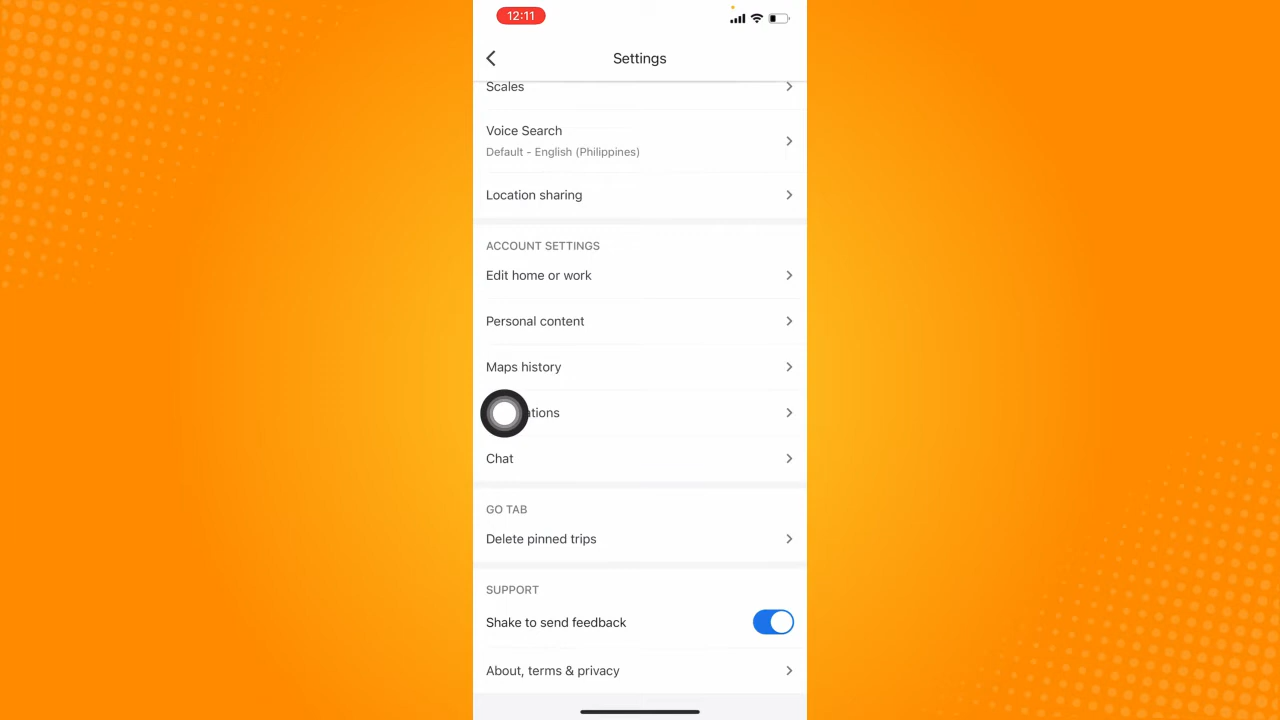 12:11
Settings
Scales
Voice Search
Default - English (Philippines)
Location sharing
ACCOUNT SETTINGS
Edit home or work
Personal content
Maps history
Chat
GO TAB
Delete pinned trips
SUPPORT
Shake to send feedback
About, terms & privacy